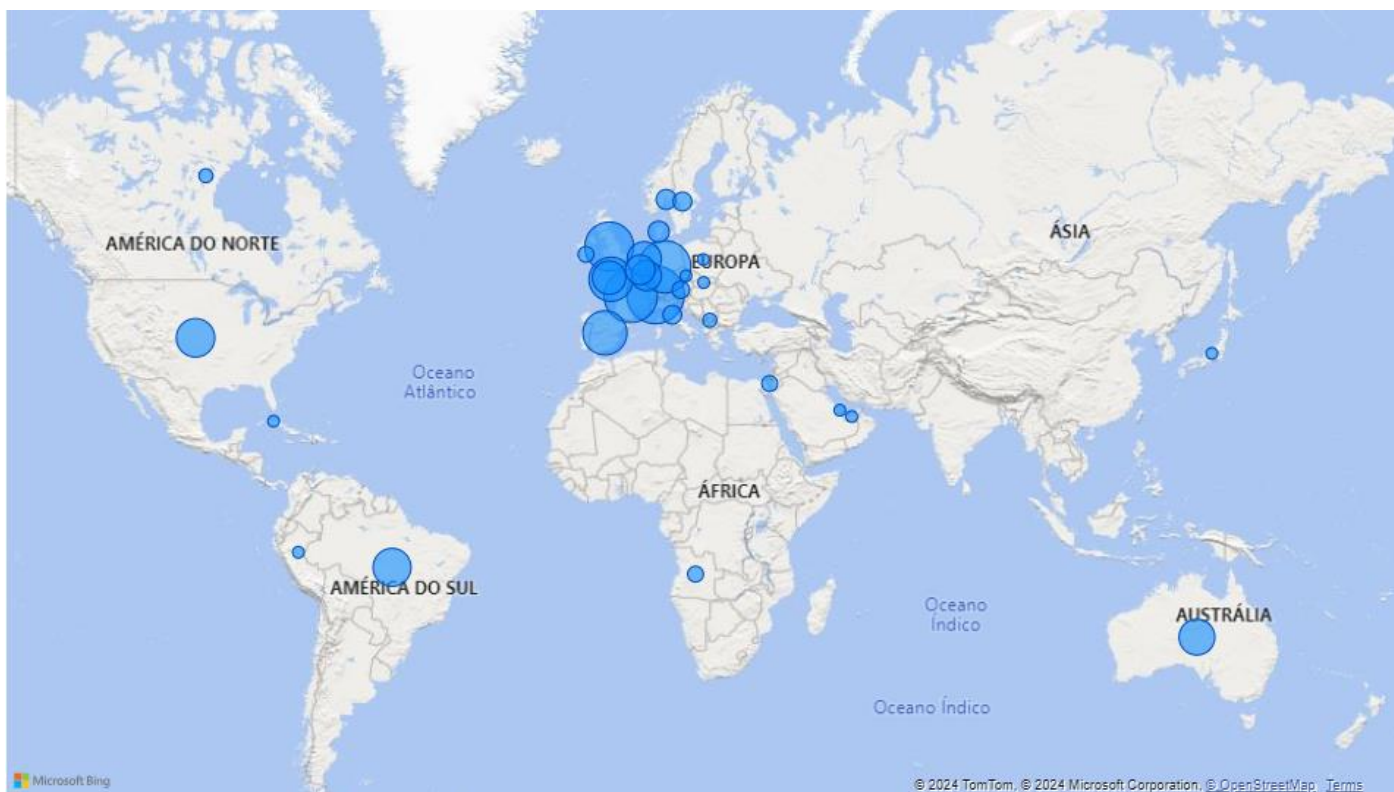 AMÉRICA DO NORTE
ÁSIA
EUROPA
Oceano
Atlântico
ÁFRICA
AMÉRICA DO SUL
Oceano
Índico
AUSTRÁLIA
Oceano Índico
Microsoft Bing
© 2024 TomTom, © 2024 Microsoft Corporation, © OpenStreetMap Terms